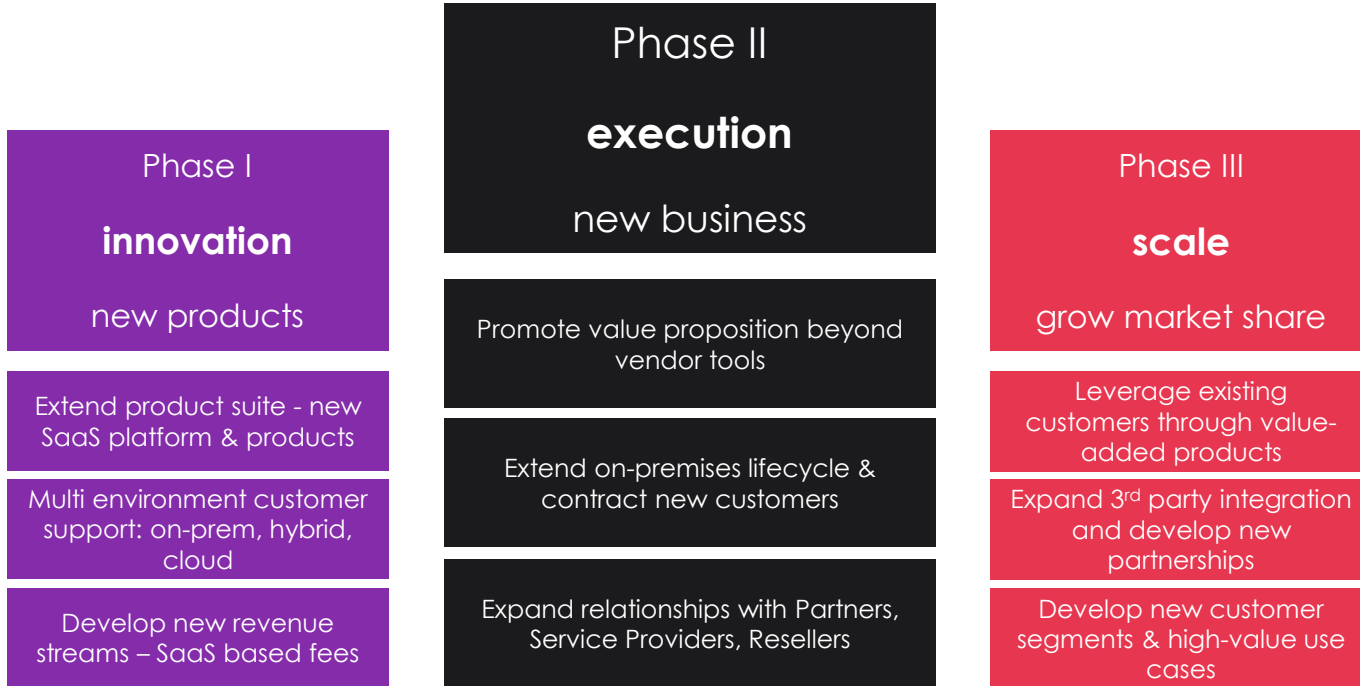 Phase I
innovation
new products
Extend product suite - new
SaaS platform & products
Multi environment customer
support: on-prem, hybrid,
cloud
Develop new revenue
streams – SaaS based fees
Phase II
execution
new business
Promote value proposition beyond
vendor tools
Extend on-premises lifecycle &
contract new customers
Expand relationships with Partners,
Service Providers, Resellers
Phase III
scale
grow market share
Leverage existing
customers through value-
added products
Expand 3rd party integration
and develop new
partnerships
Develop new customer
segments & high-value use
cases